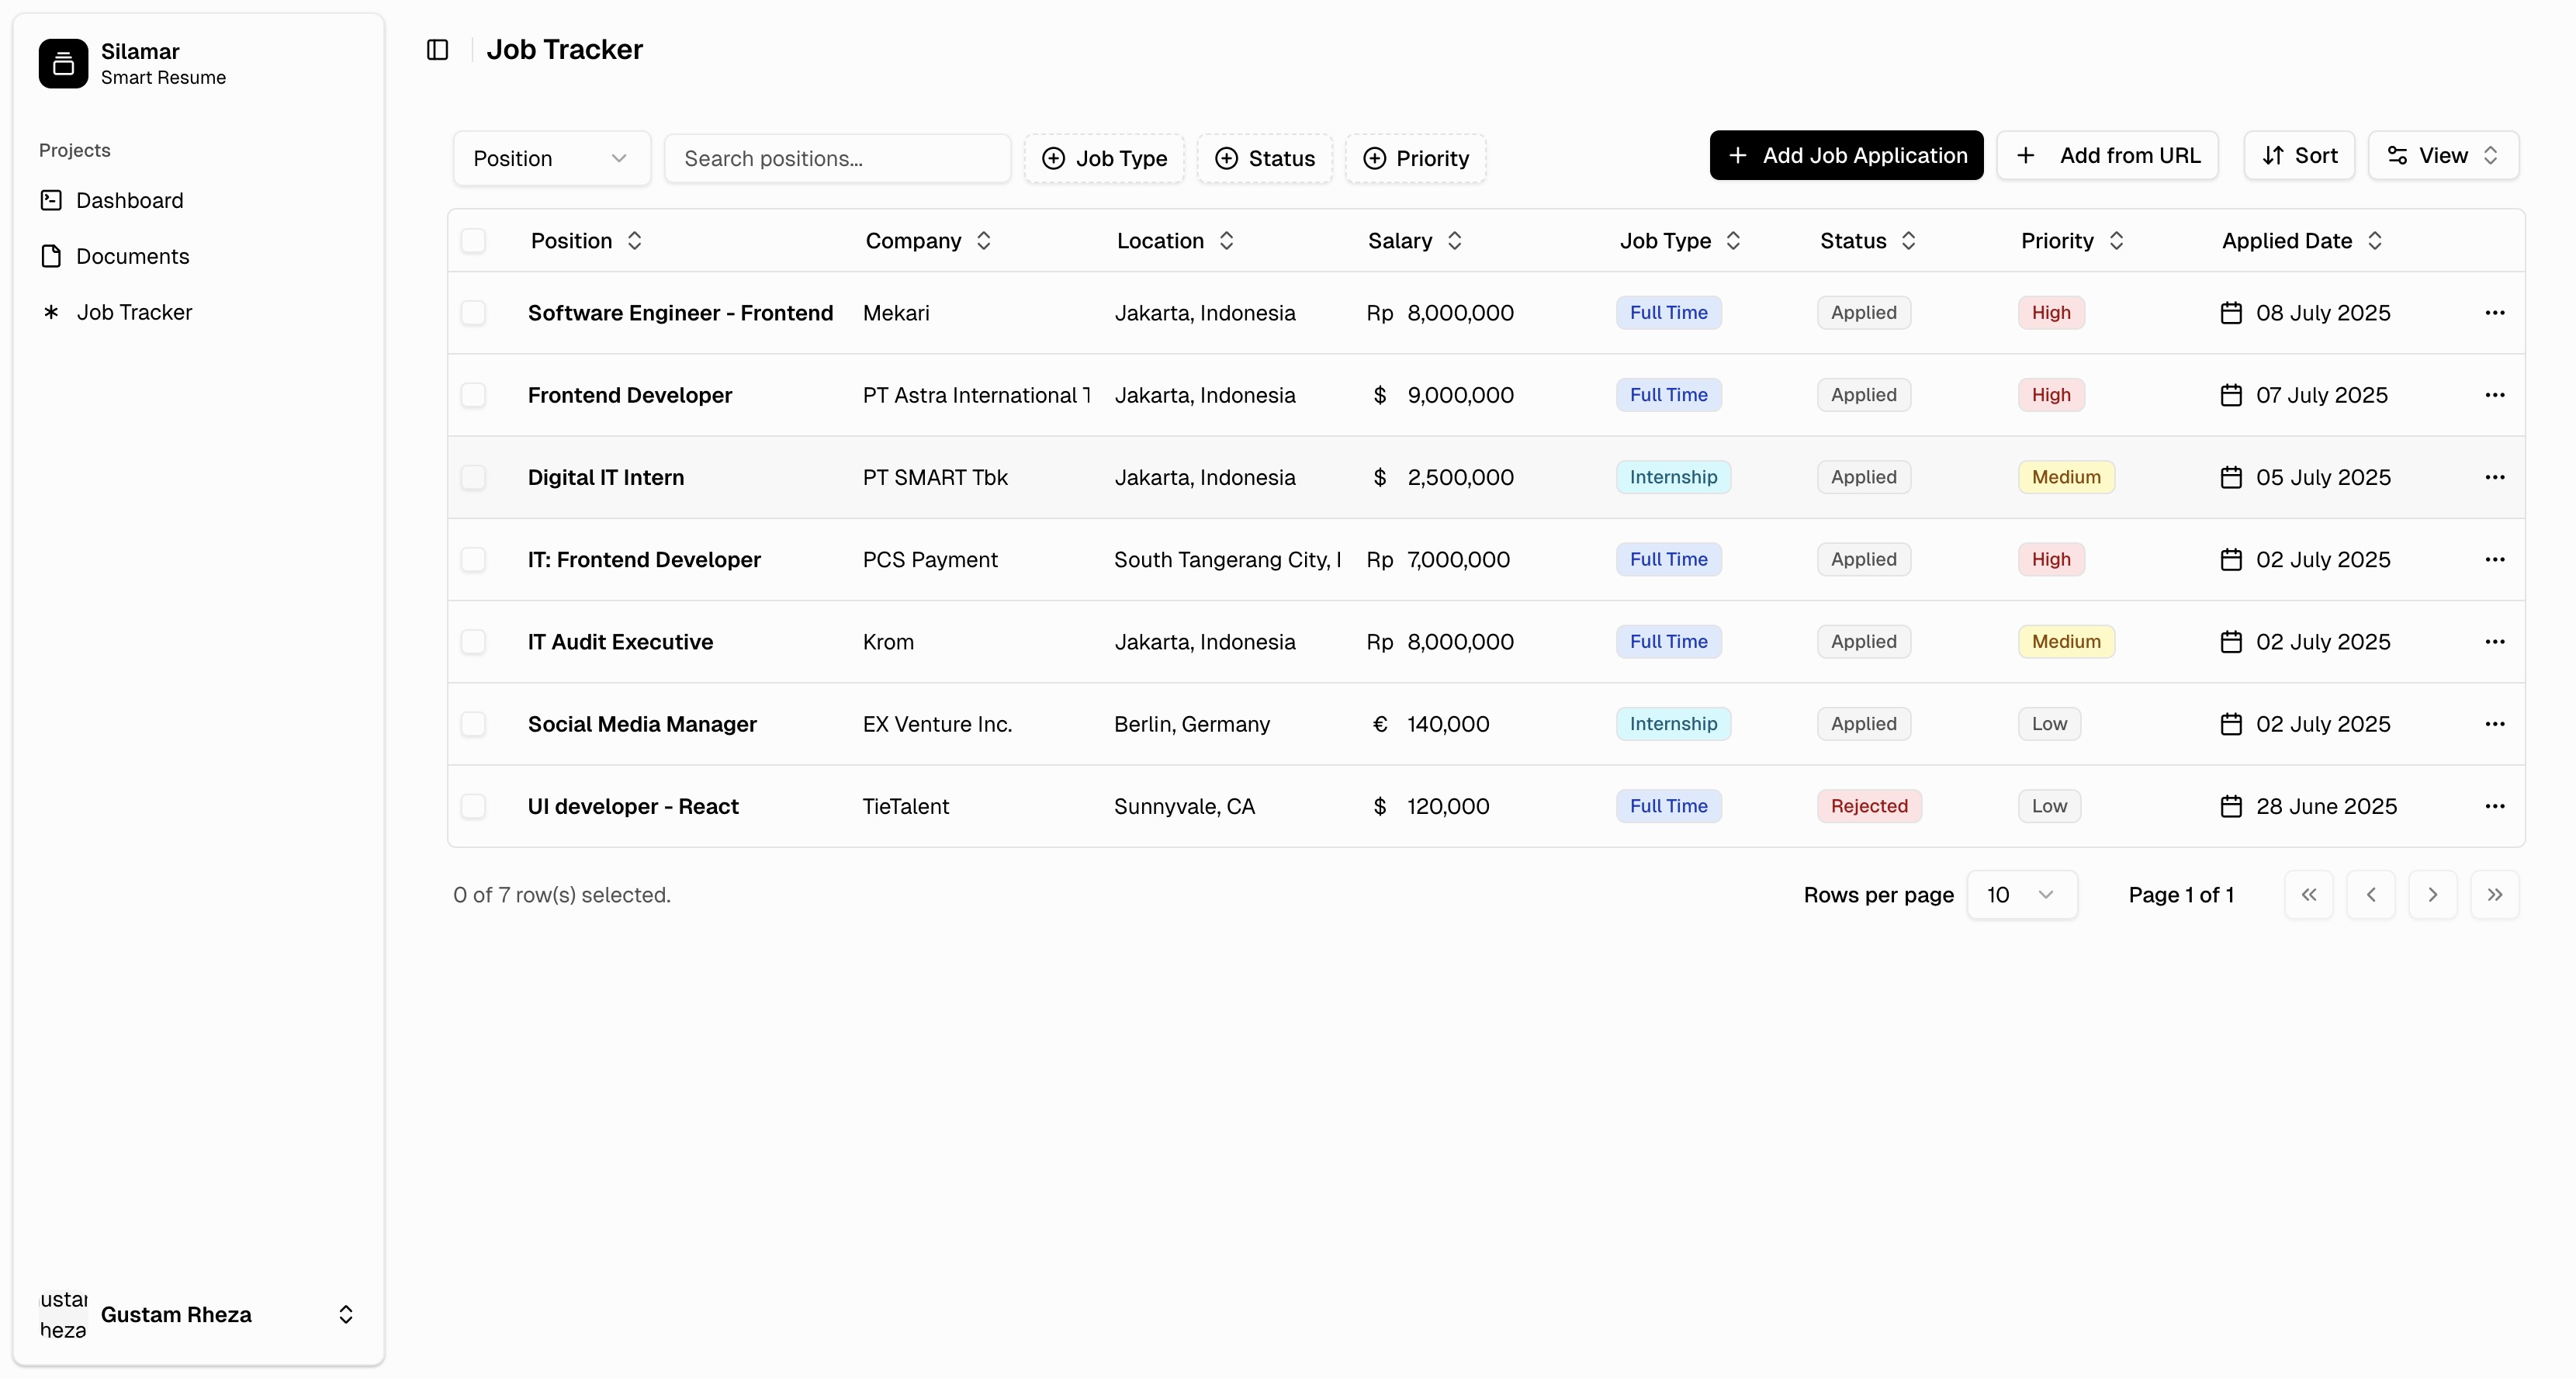 Silamar
Smart Resume
Projects
Dashboard
Documents
Job Tracker
Gustam Rheza
Job Tracker
Position Search positions... Job Type Status Priority Add Job Application Add from URL Sort View
Position Company Location Salary Job Type Status Priority Applied Date
Software Engineer - Frontend Mekari Jakarta, Indonesia Rp 8,000,000 Full Time Applied High 08 July 2025
Frontend Developer PT Astra International Jakarta, Indonesia $ 9,000,000 Full Time Applied High 07 July 2025
Digital IT Intern PT SMART Tbk Jakarta, Indonesia $ 2,500,000 Internship Applied Medium 05 July 2025
IT: Frontend Developer PCS Payment South Tangerang City, Rp 7,000,000 Full Time Applied High 02 July 2025
IT Audit Executive Krom Jakarta, Indonesia Rp 8,000,000 Full Time Applied Medium 02 July 2025
Social Media Manager EX Venture Inc. Berlin, Germany € 140,000 Internship Applied Low 02 July 2025
UI developer - React TieTalent Sunnyvale, CA $ 120,000 Full Time Rejected Low 28 June 2025
0 of 7 row(s) selected. Rows per page 10 Page 1 of 1